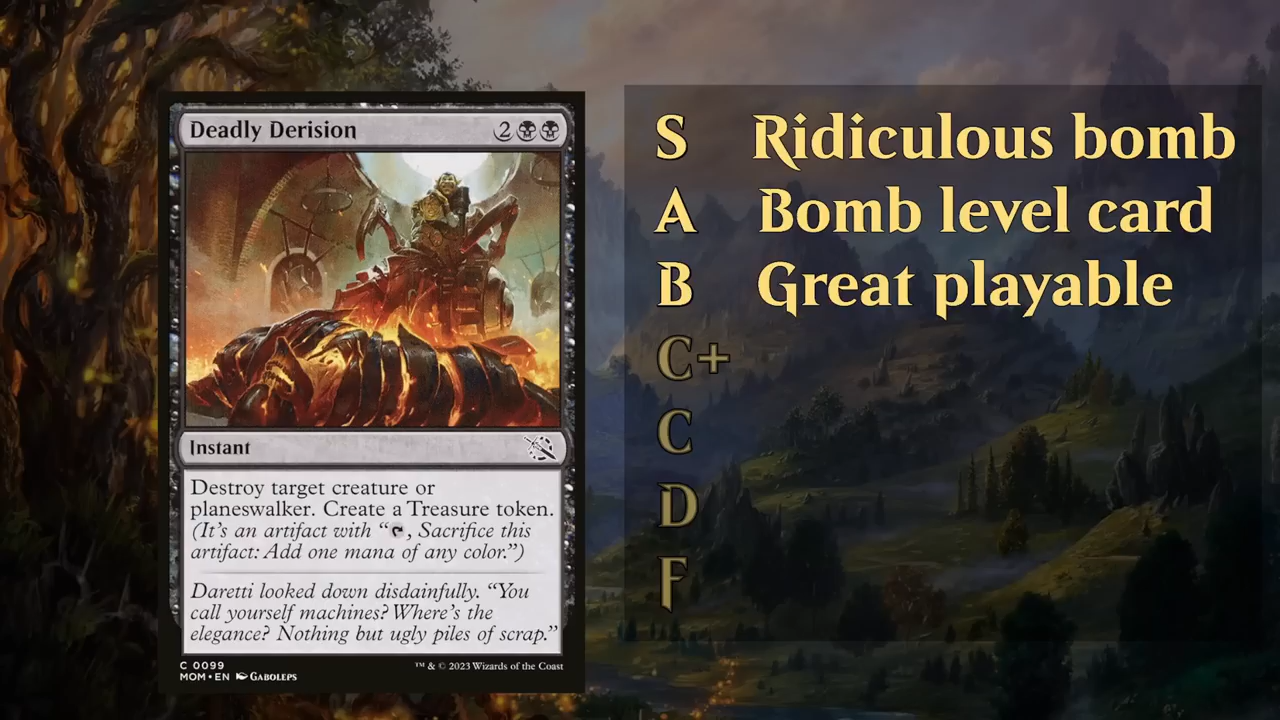 Deadly Derision 2
Instant
Destroy target creature or
planeswalker. Create a Treasure token.
(It's an artifact with “, Sacrifice this
artifact: Add one mana of any color.”)
Daretti looked down disdainfully. “You
call yourself machines? Where's the
elegance? Nothing but ugly piles of scrap.”
C 0099
MOM • EN Gaboleps
™ & © 2023 Wizards of the Coast
S Ridiculous bomb
A Bomb level card
B Great playable
C+
C
D
F